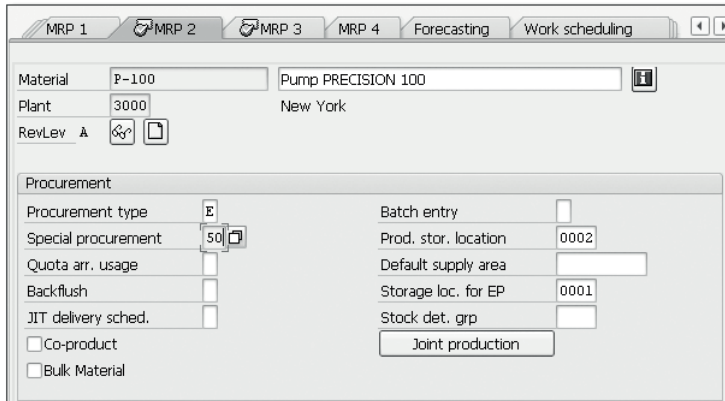 MRP 1 MRP 2 MRP 3 MRP 4 Forecasting Work scheduling
Material P-100 Pump PRECISION 100
Plant 3000 New York
RevLev A
Procurement
Procurement type E Batch entry
Special procurement 50 Prod. stor. location 0002
Quota arr. usage Default supply area
Backflush Storage loc. for EP 0001
JIT delivery sched. Stock det. grp
Co-product Joint production
Bulk Material